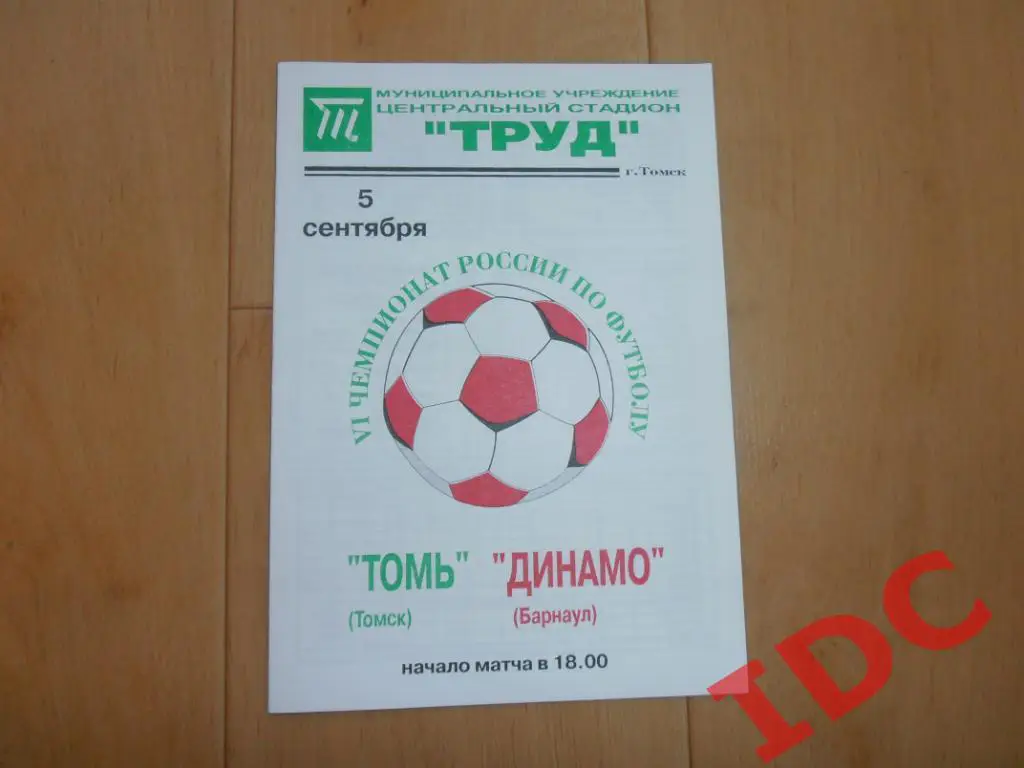 МУНИЦИПАЛЬНОЕ УЧРЕЖДЕНИЕ
ЦЕНТРАЛЬНЫЙ СТАДИОН
"ТРУД"
г.Томск
5
сентября
VI ЧЕМПИОНАТ РОССИИ ПО ФУТБОЛУ
"ТОМЬ" "ДИНАМО"
(Томск) (Барнаул)
начало матча в 18.00
IDC